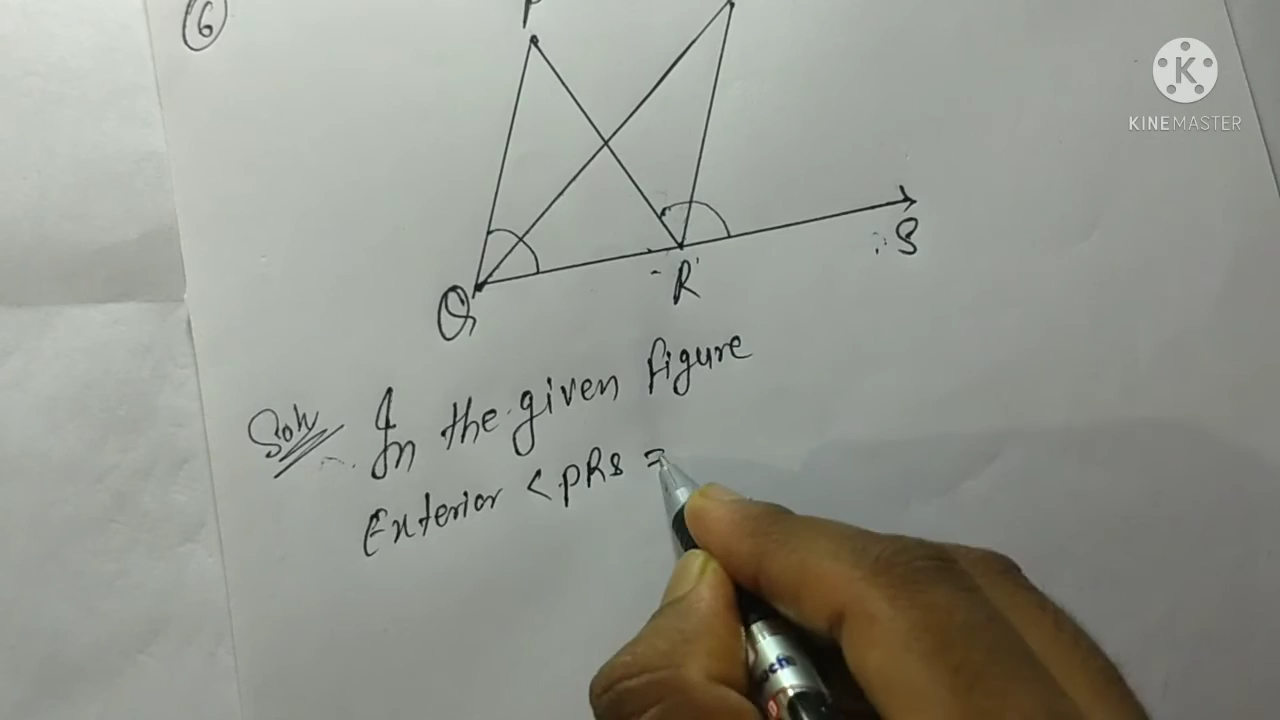 6
P
K
KINEMASTER
S
R
Q
Soln In the given figure
Exterior < PRS =